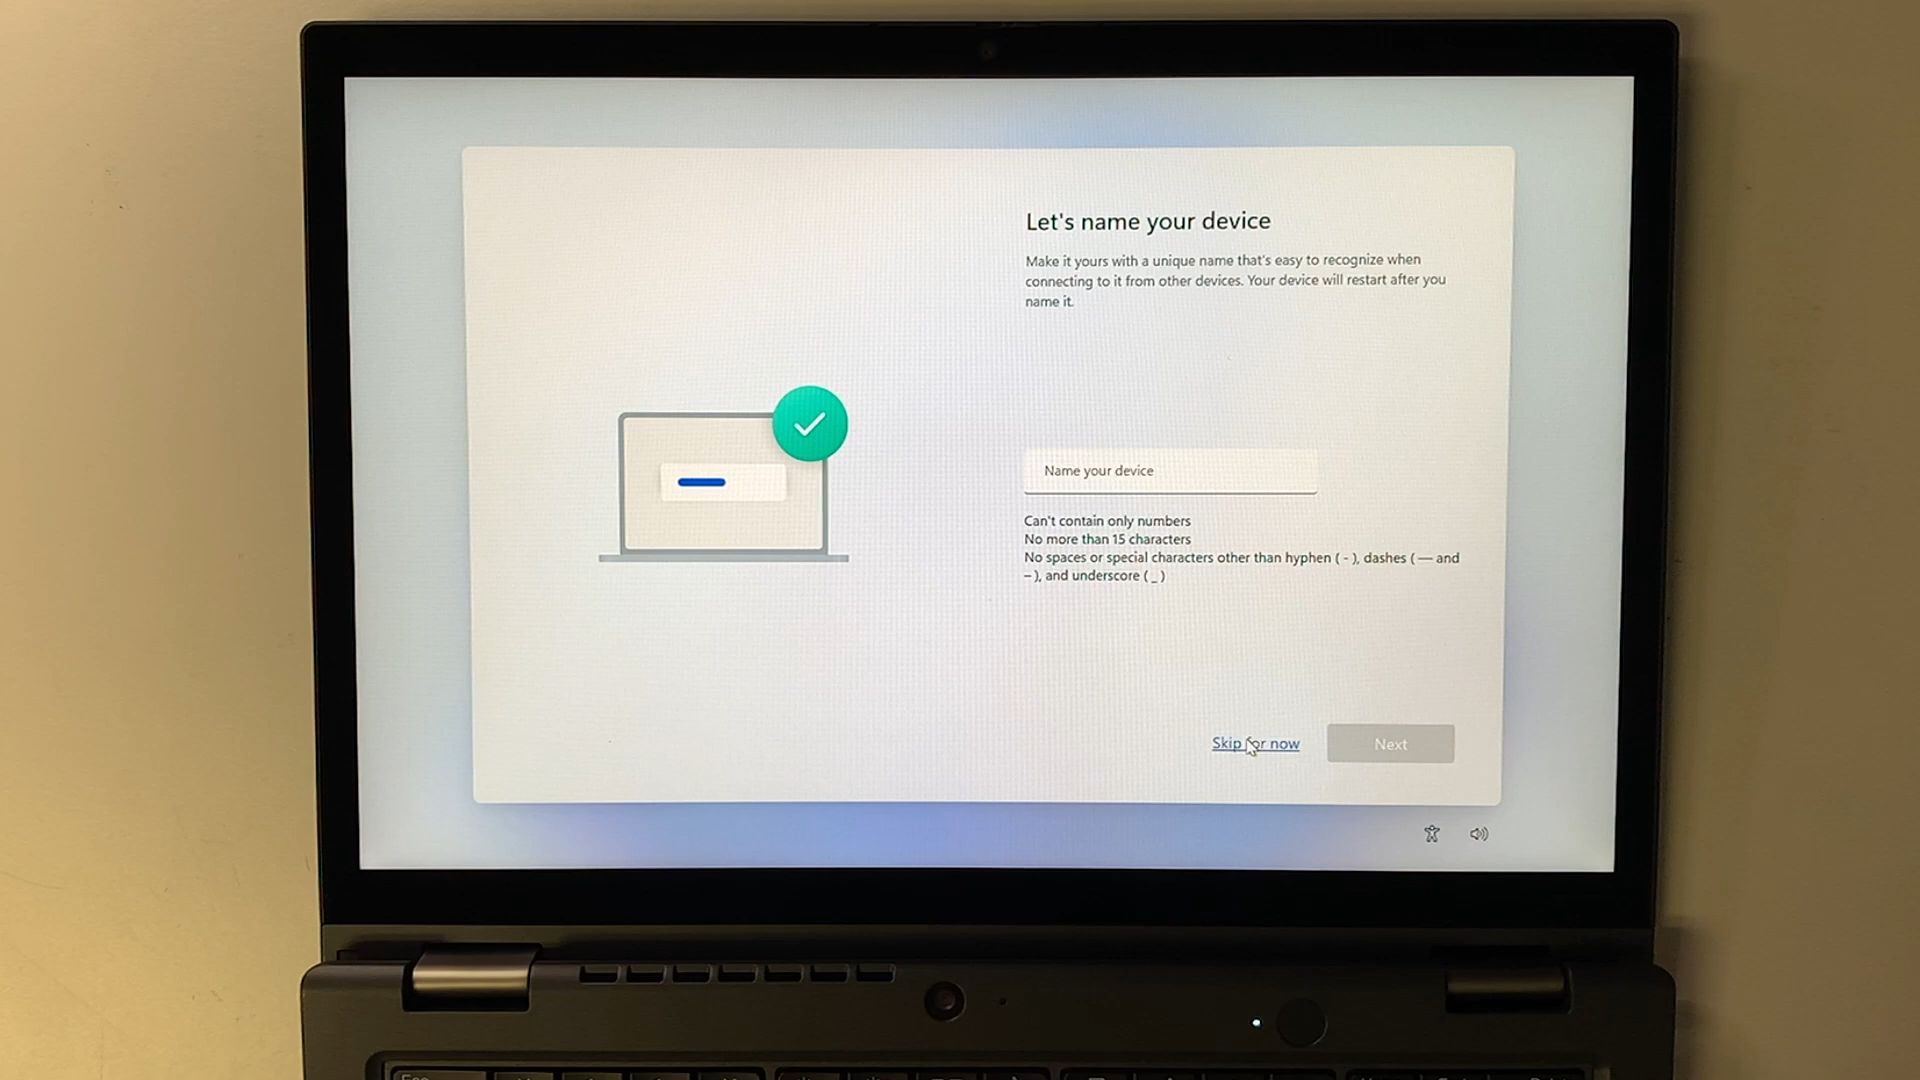 Let's name your device
Make it yours with a unique name that's easy to recognize when
connecting to it from other devices. Your device will restart after you
name it.
Name your device
Can't contain only numbers
No more than 15 characters
No spaces or special characters other than hyphen ( - ), dashes ( — and
– ), and underscore ( _ )
Skip for now
Next
Esc